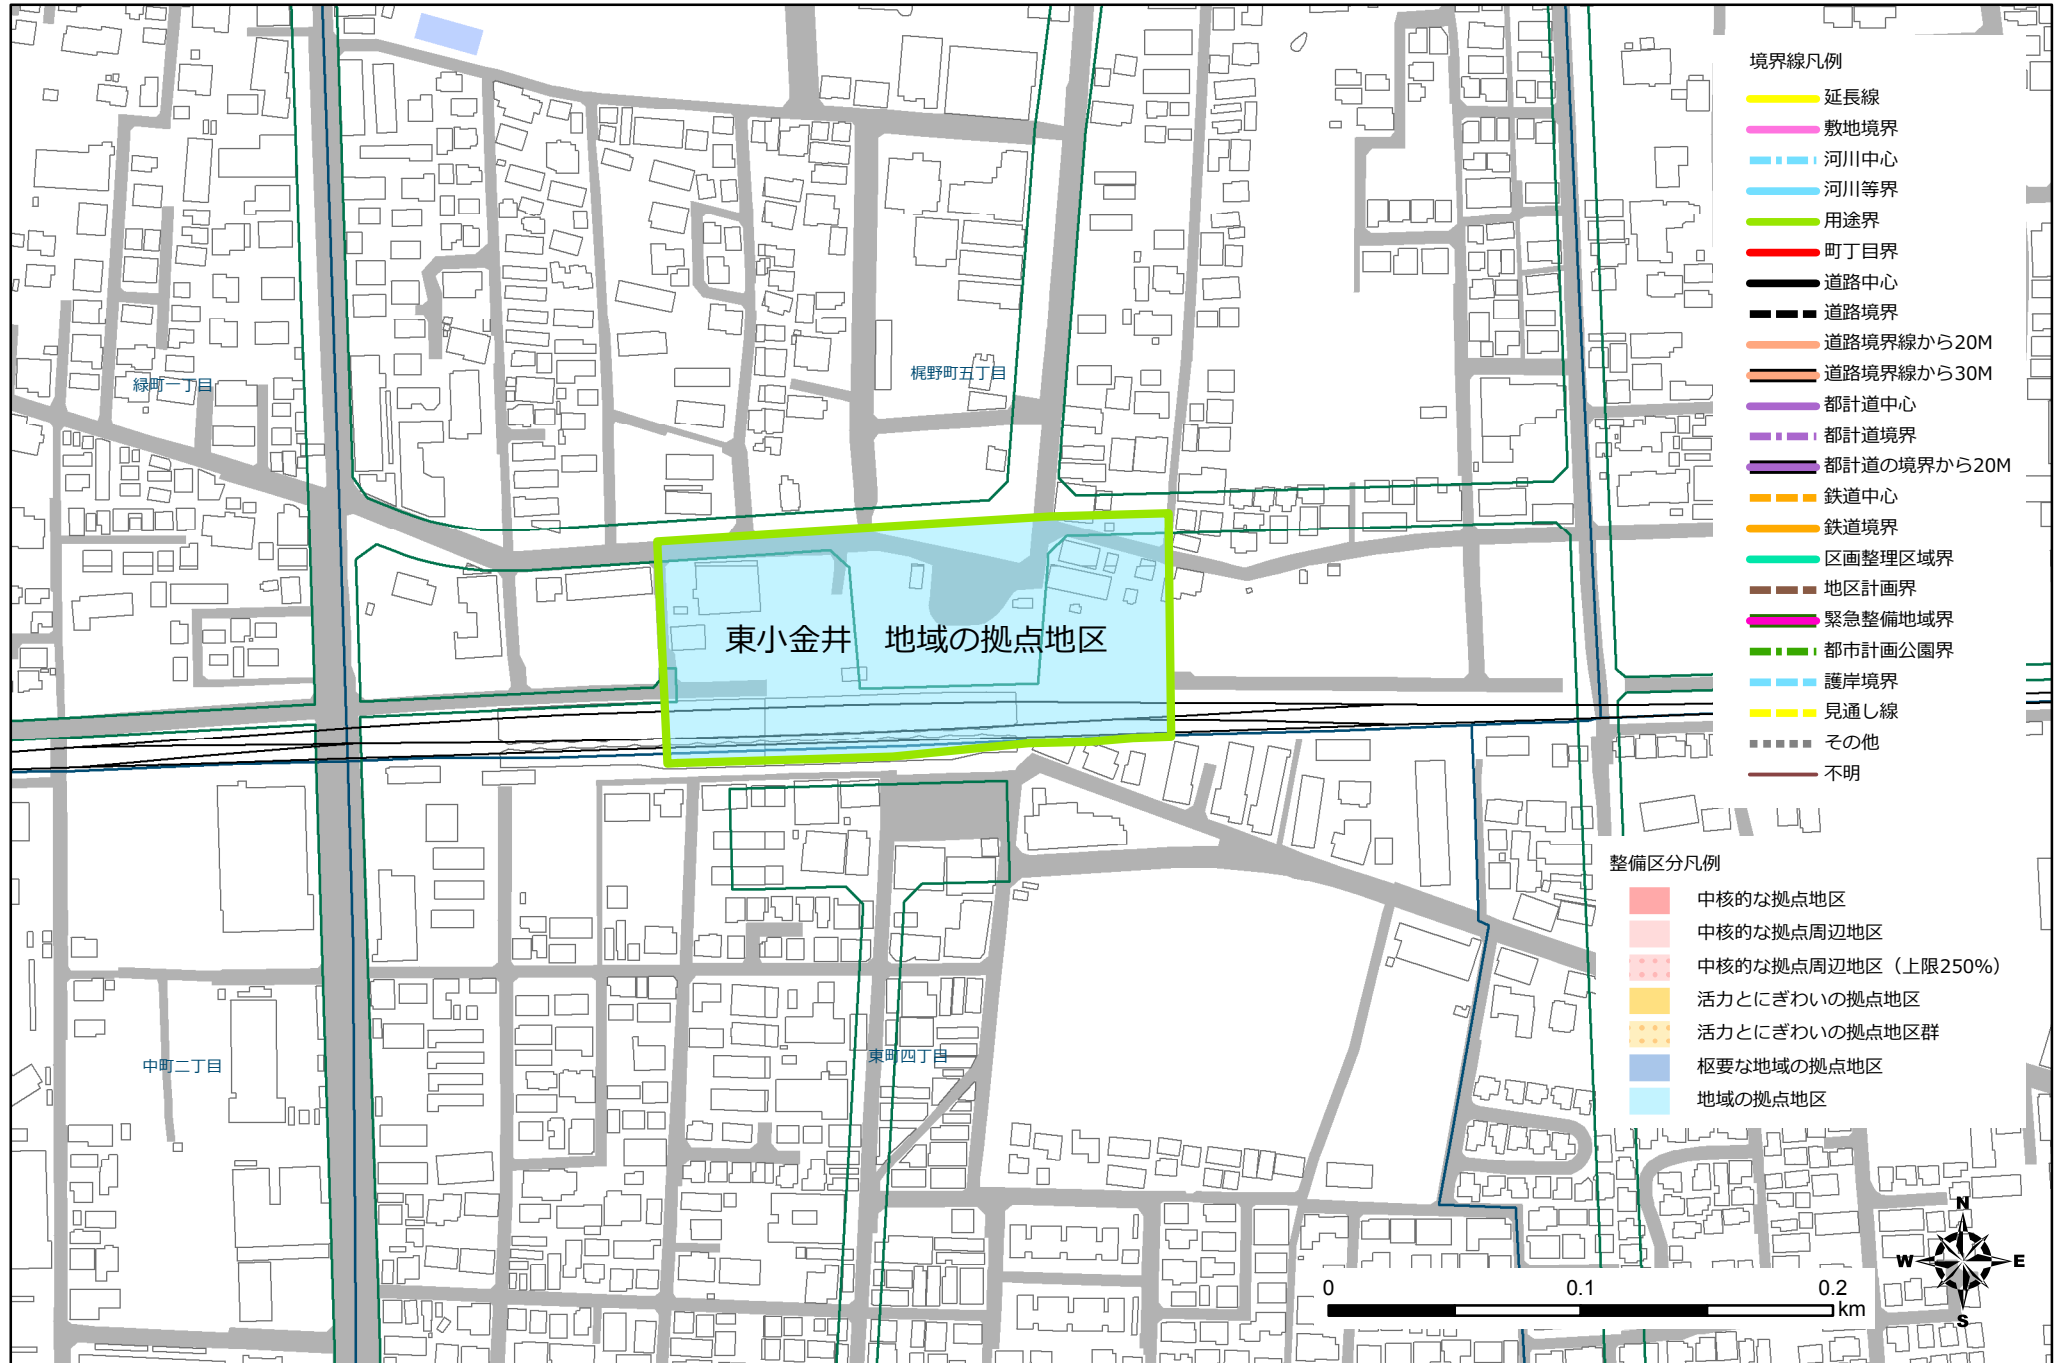 境界線凡例
延長線
敷地境界
河川中心
河川等界
用途界
町丁目界
道路中心
道路境界
道路境界線から20M
道路境界線から30M
都計道中心
都計道境界
都計道の境界から20M
鉄道中心
鉄道境界
区画整理区域界
地区計画界
緊急整備地域界
都市計画公園界
護岸境界
見通し線
その他
不明
緑町一丁目
梶野町五丁目
東小金井 地域の拠点地区
中町二丁目
東町四丁目
整備区分凡例
中核的な拠点地区
中核的な拠点周辺地区
中核的な拠点周辺地区（上限250%）
活力とにぎわいの拠点地区
活力とにぎわいの拠点地区群
枢要な地域の拠点地区
地域の拠点地区
N
W E
S
0 0.1 0.2
km